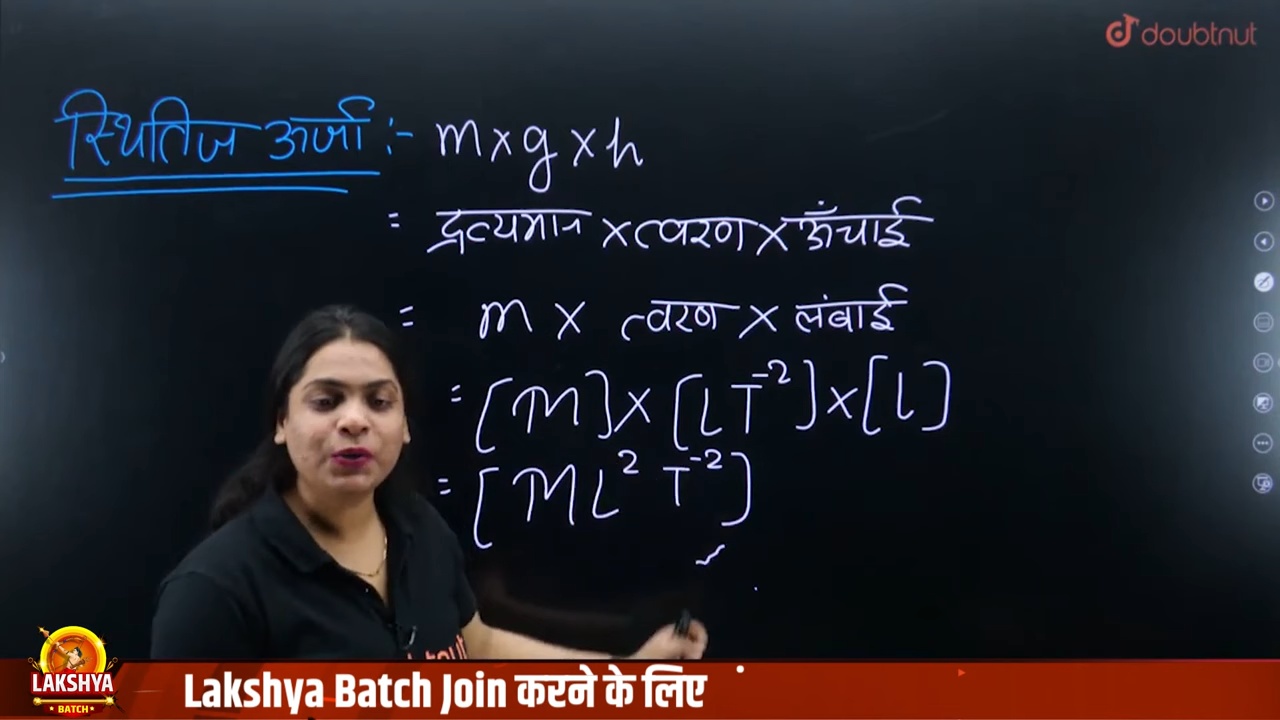 doubtnut
स्थितिज ऊर्जा :- m×g×h
= द्रव्यमान × त्वरण × ऊँचाई
= m × त्वरण × लंबाई
= [M] × [LT⁻²] × [L]
= [ML² T⁻²]
LAKSHYA
BATCH
Lakshya Batch Join करने के लिए